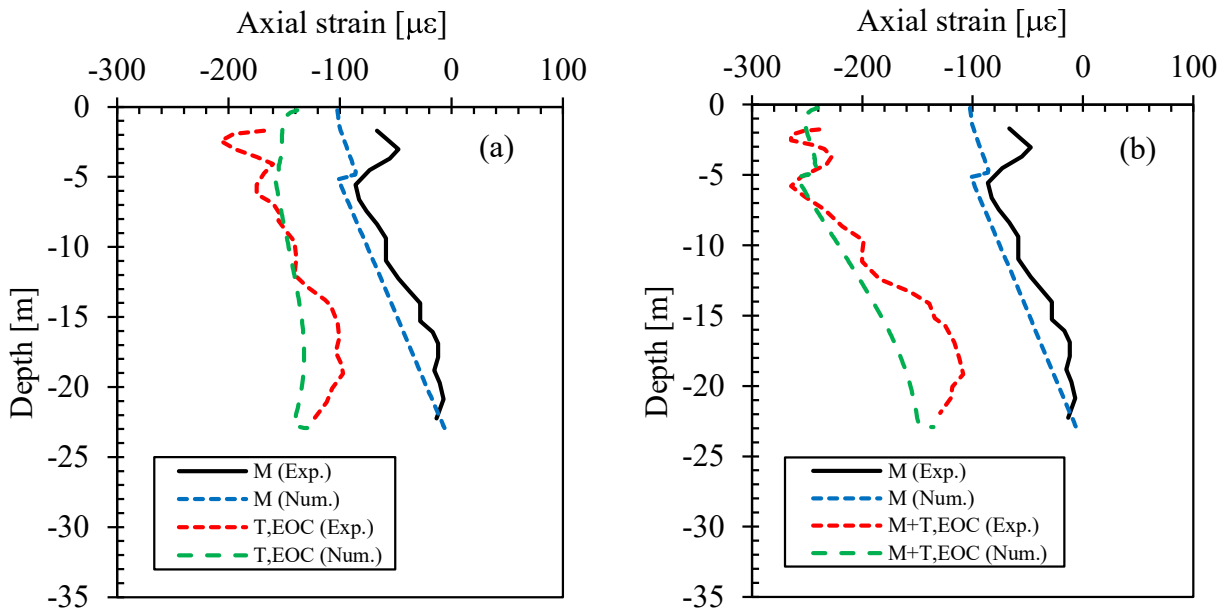 Axial strain [με]
-300 -200 -100 0 100
0
-5
-10
-15
-20
-25
-30
-35
Depth [m]
(a)
M (Exp.)
M (Num.)
T,EOC (Exp.)
T,EOC (Num.)
Axial strain [με]
-300 -200 -100 0 100
0
-5
-10
-15
-20
-25
-30
-35
Depth [m]
(b)
M (Exp.)
M (Num.)
M+T,EOC (Exp.)
M+T,EOC (Num.)